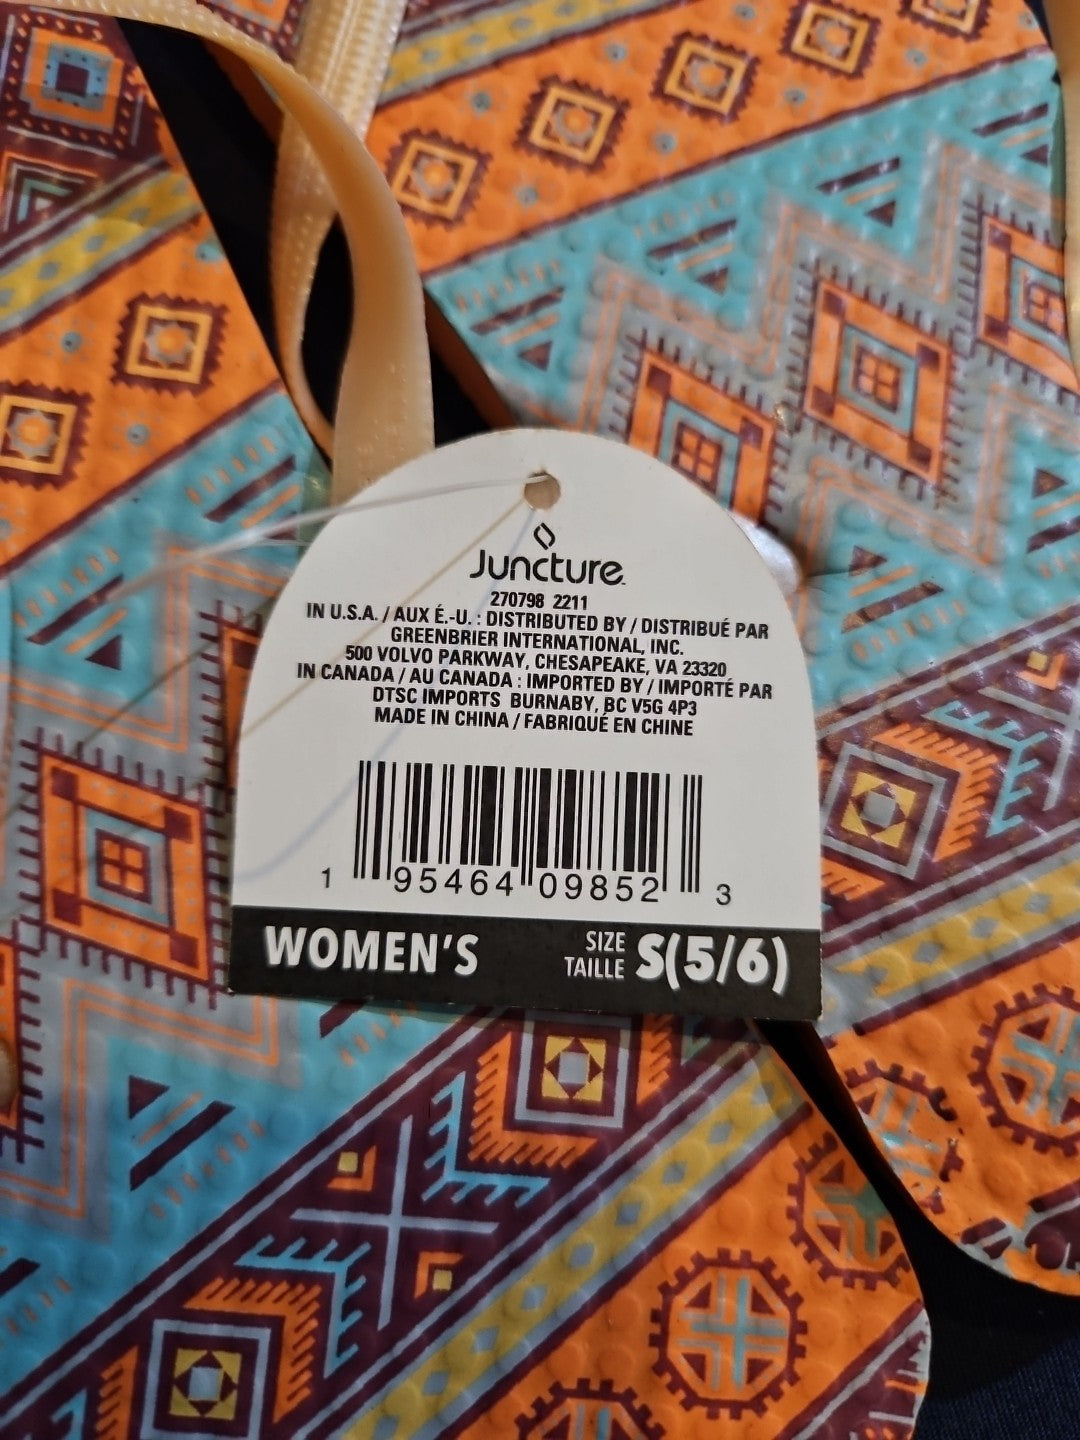 Juncture
270798 2211
IN U.S.A. / AUX É.-U. : DISTRIBUTED BY / DISTRIBUÉ PAR
GREENBRIER INTERNATIONAL, INC.
500 VOLVO PARKWAY, CHESAPEAKE, VA 23320
IN CANADA / AU CANADA : IMPORTED BY / IMPORTÉ PAR
DTSC IMPORTS BURNABY, BC V5G 4P3
MADE IN CHINA / FABRIQUÉ EN CHINE
1 95464 09852 3
WOMEN'S SIZE TAILLE S(5/6)